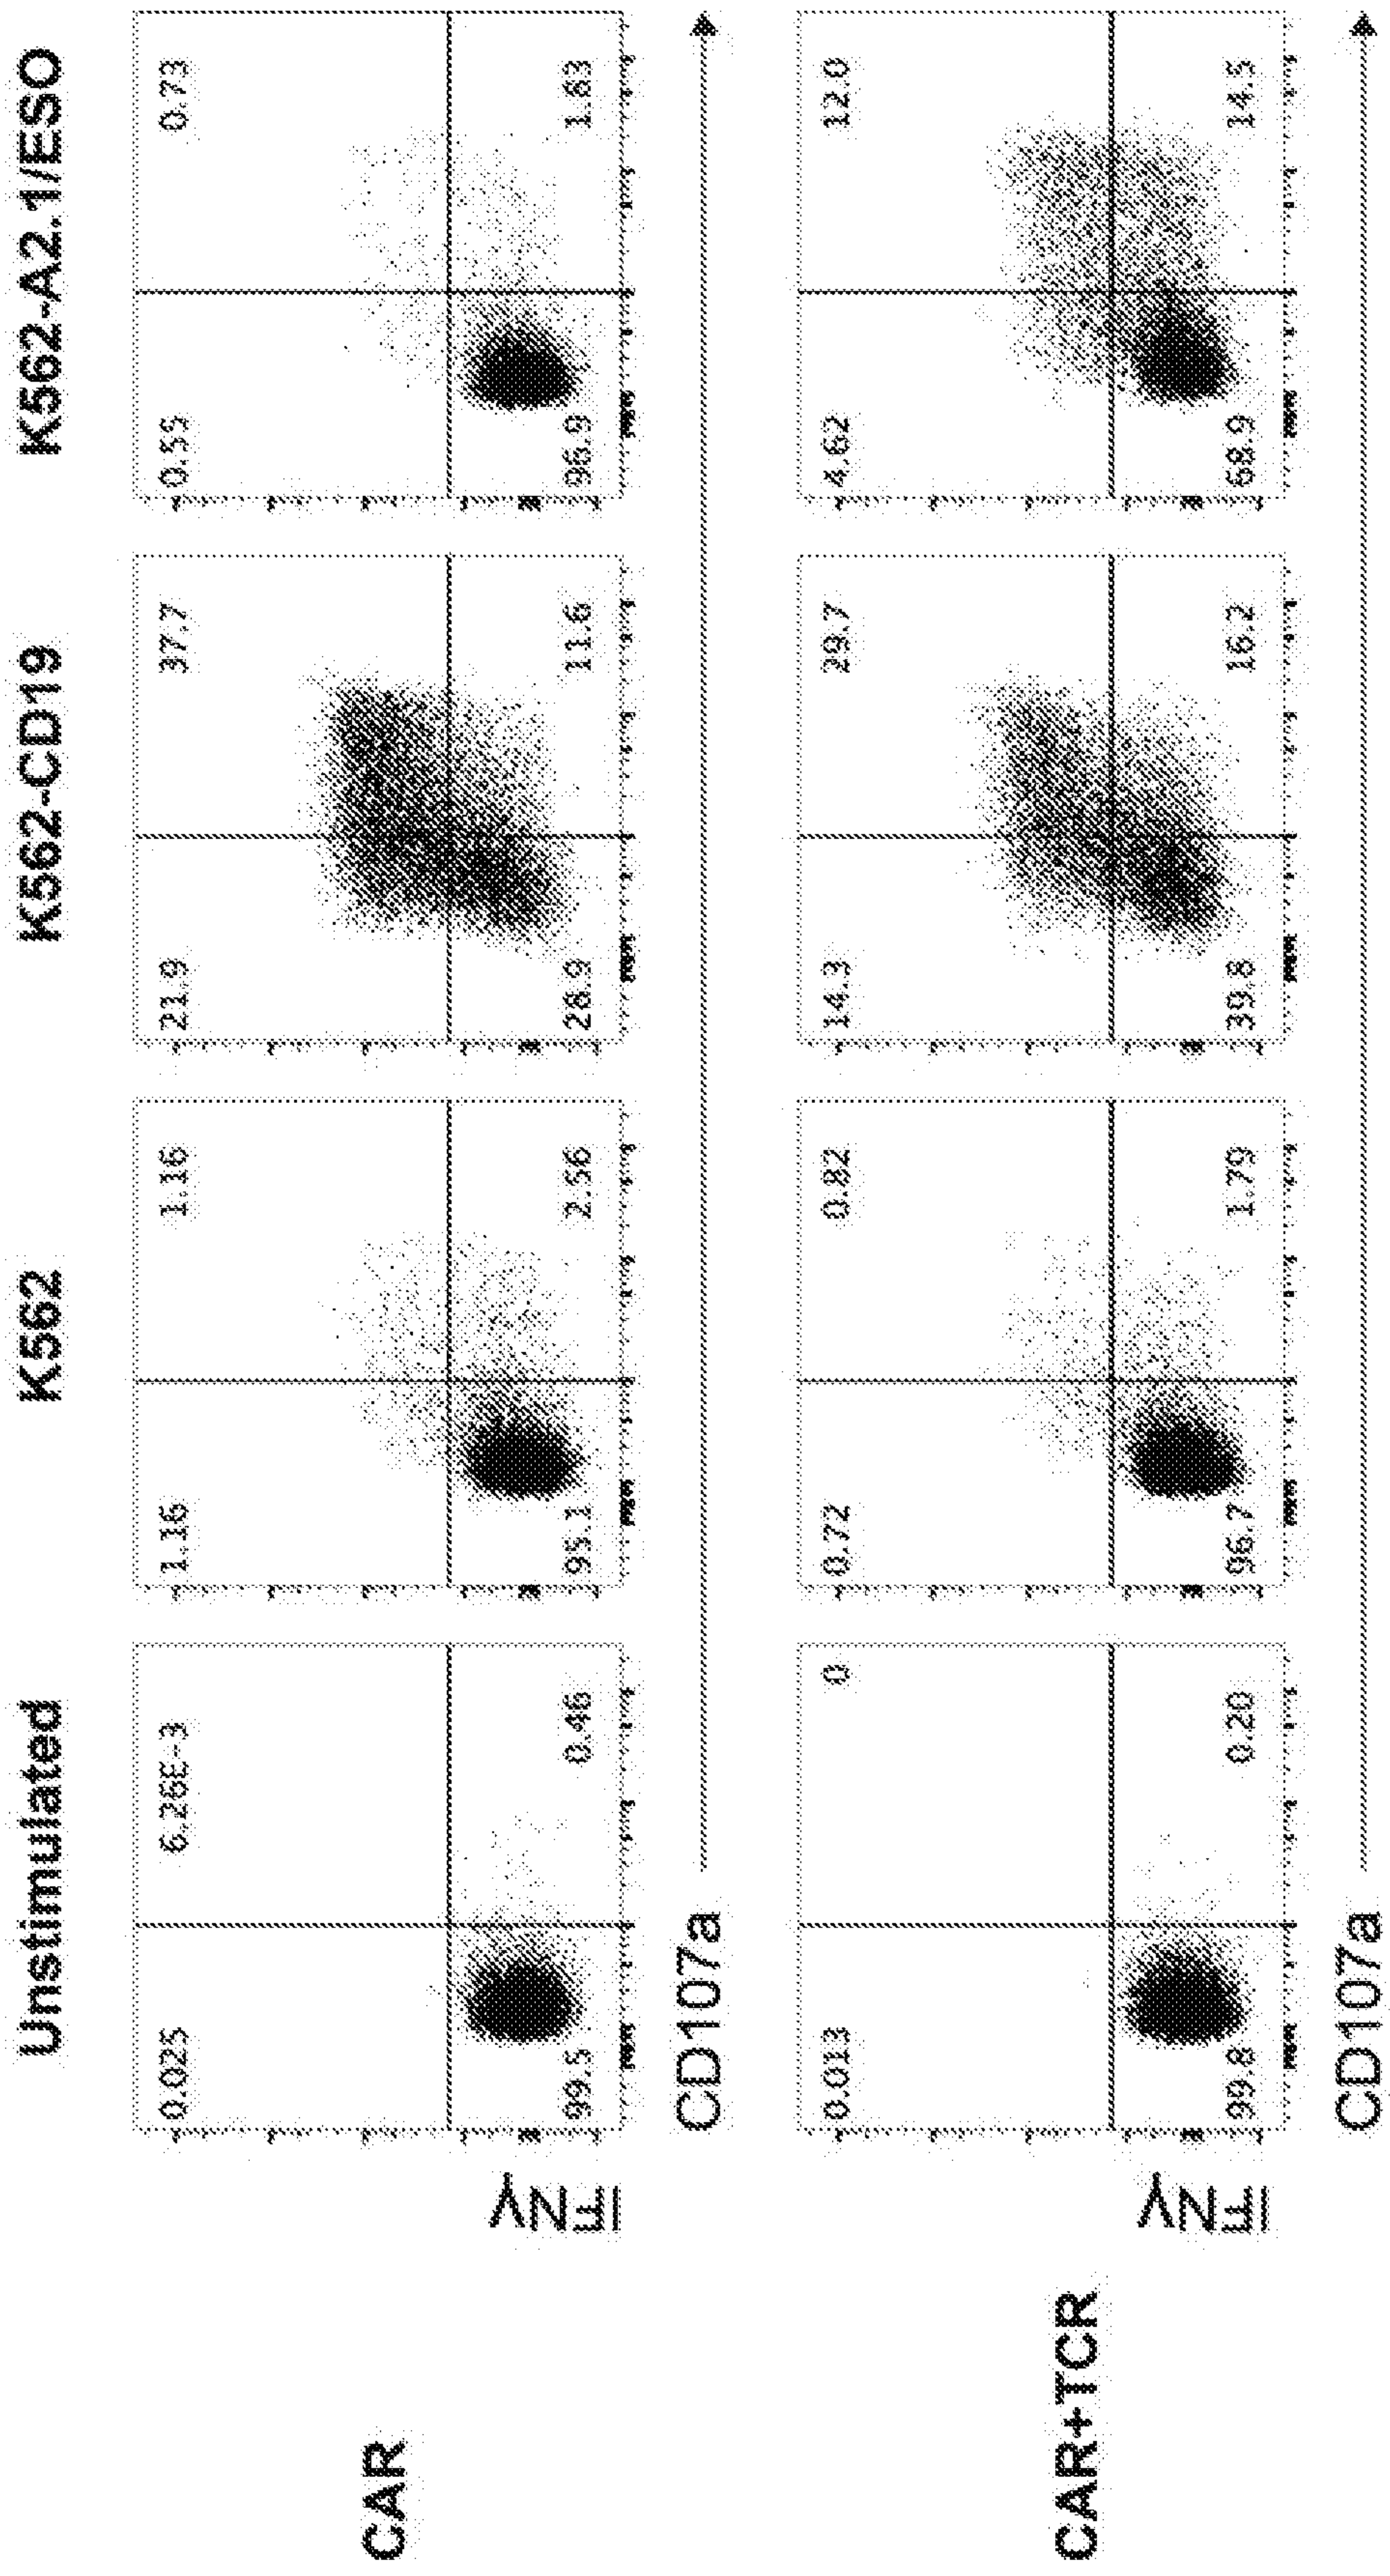 Unstimulated K562 K562-CD19 K562-A2.1/ESO
CAR
0.025 6.26E-3 1.16 1.16 21.9 37.7 0.55 0.73
99.5 0.46 95.1 2.56 28.9 11.6 96.9 1.83
IFNγ
CD107a
CAR+TCR
0.013 0 0.72 0.82 14.3 29.7 4.62 12.0
99.8 0.20 96.7 1.79 39.8 16.2 68.9 14.5
IFNγ
CD107a